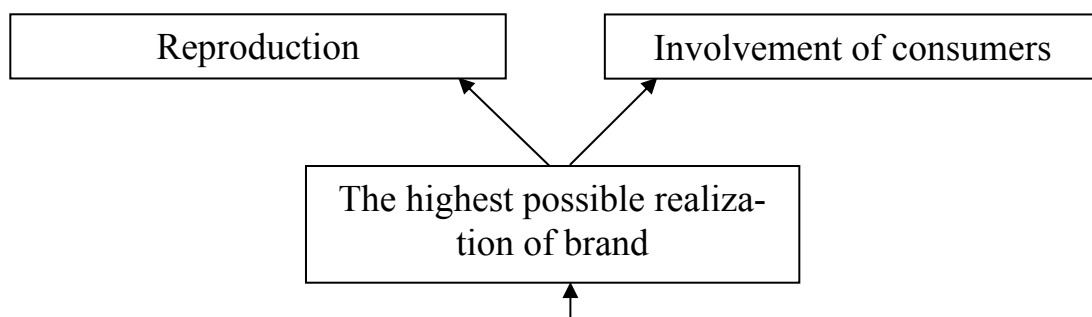 Reproduction
Involvement of consumers
The highest possible realiza-
tion of brand